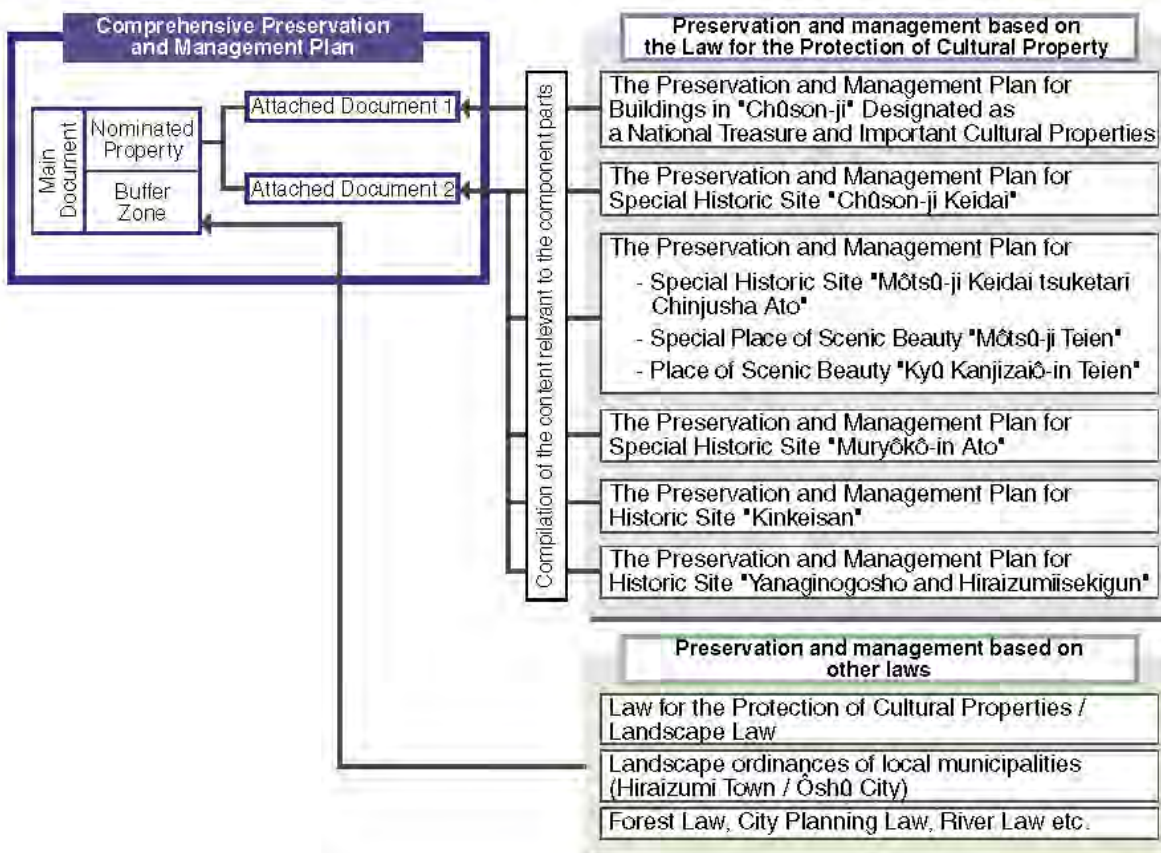 Comprehensive Preservation
and Management Plan
Main
Document
Nominated
Property
Buffer
Zone
Attached Document 1
Attached Document 2
Compilation of the content relevant to the component parts
Preservation and management based on
the Law for the Protection of Cultural Property
The Preservation and Management Plan for
Buildings in "Chûson-ji" Designated as
a National Treasure and Important Cultural Properties
The Preservation and Management Plan for
Special Historic Site "Chûson-ji Keidai"
The Preservation and Management Plan for
- Special Historic Site "Môtsû-ji Keidai tsuketari
Chinjusha Ato"
- Special Place of Scenic Beauty "Môtsû-ji Teien"
- Place of Scenic Beauty "Kyû Kanjizaiô-in Teien"
The Preservation and Management Plan for
Special Historic Site "Muryôkô-in Ato"
The Preservation and Management Plan for
Historic Site "Kinkeisan"
The Preservation and Management Plan for
Historic Site "Yanaginogosho and Hiraizumiisekigun"
Preservation and management based on
other laws
Law for the Protection of Cultural Properties /
Landscape Law
Landscape ordinances of local municipalities
(Hiraizumi Town / Ôshû City)
Forest Law, City Planning Law, River Law etc.